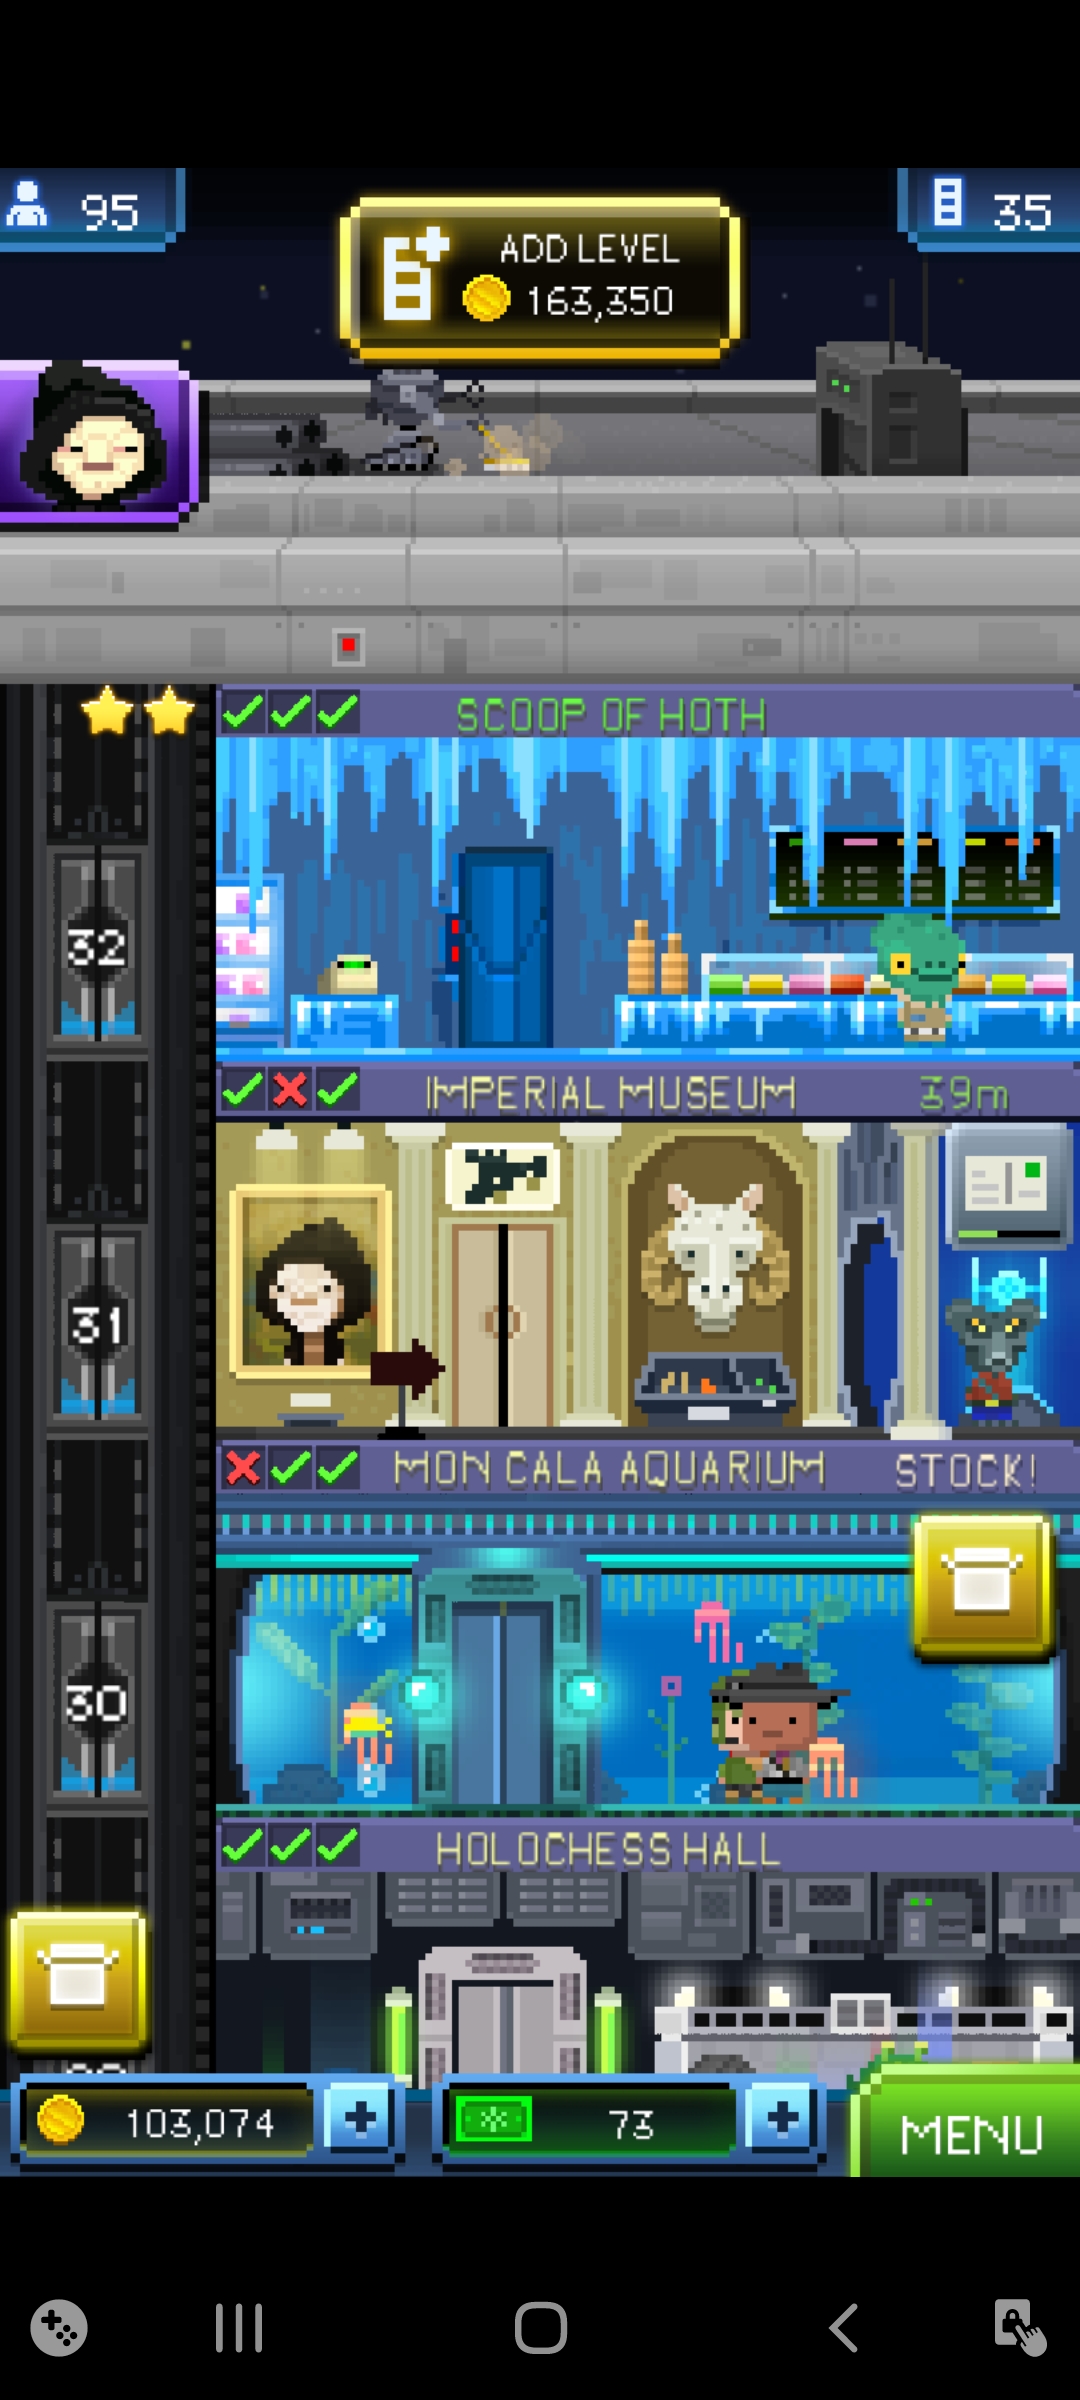 95
ADD LEVEL
163,350
35
SCOOP OF HOTH
32
IMPERIAL MUSEUM 39m
31
MON CALA AQUARIUM STOCK!
30
HOLOCHESS HALL
103,074
73
MENU